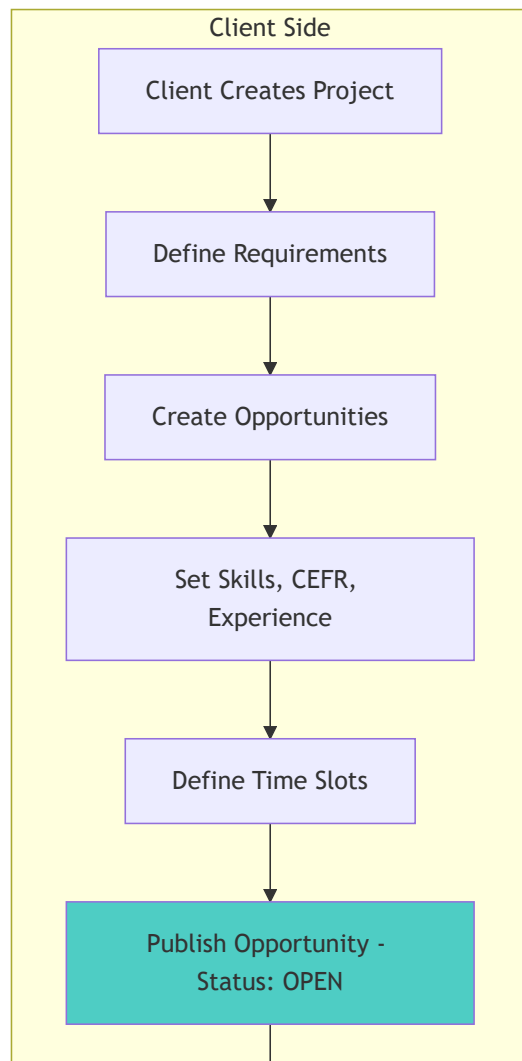 Client Side
Client Creates Project
Define Requirements
Create Opportunities
Set Skills, CEFR,
Experience
Define Time Slots
Publish Opportunity -
Status: OPEN